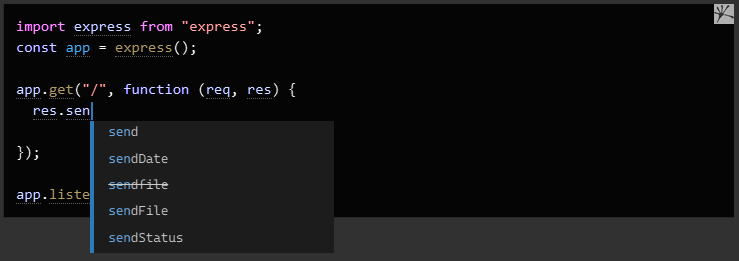 import express from "express";
const app = express();
app.get("/", function (req, res) {
  res.sen
send
sendDate
sendfile
sendFile
sendStatus
});
app.liste